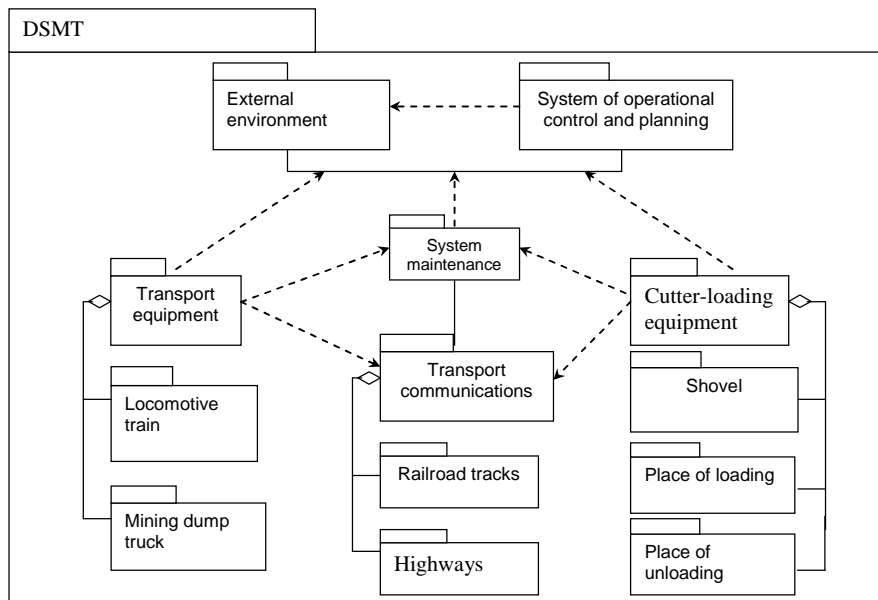 DSMT
External
environment
System of operational
control and planning
System
maintenance
Transport
equipment
Cutter-loading
equipment
Transport
communications
Shovel
Locomotive
train
Railroad tracks
Place of loading
Mining dump
truck
Highways
Place of
unloading